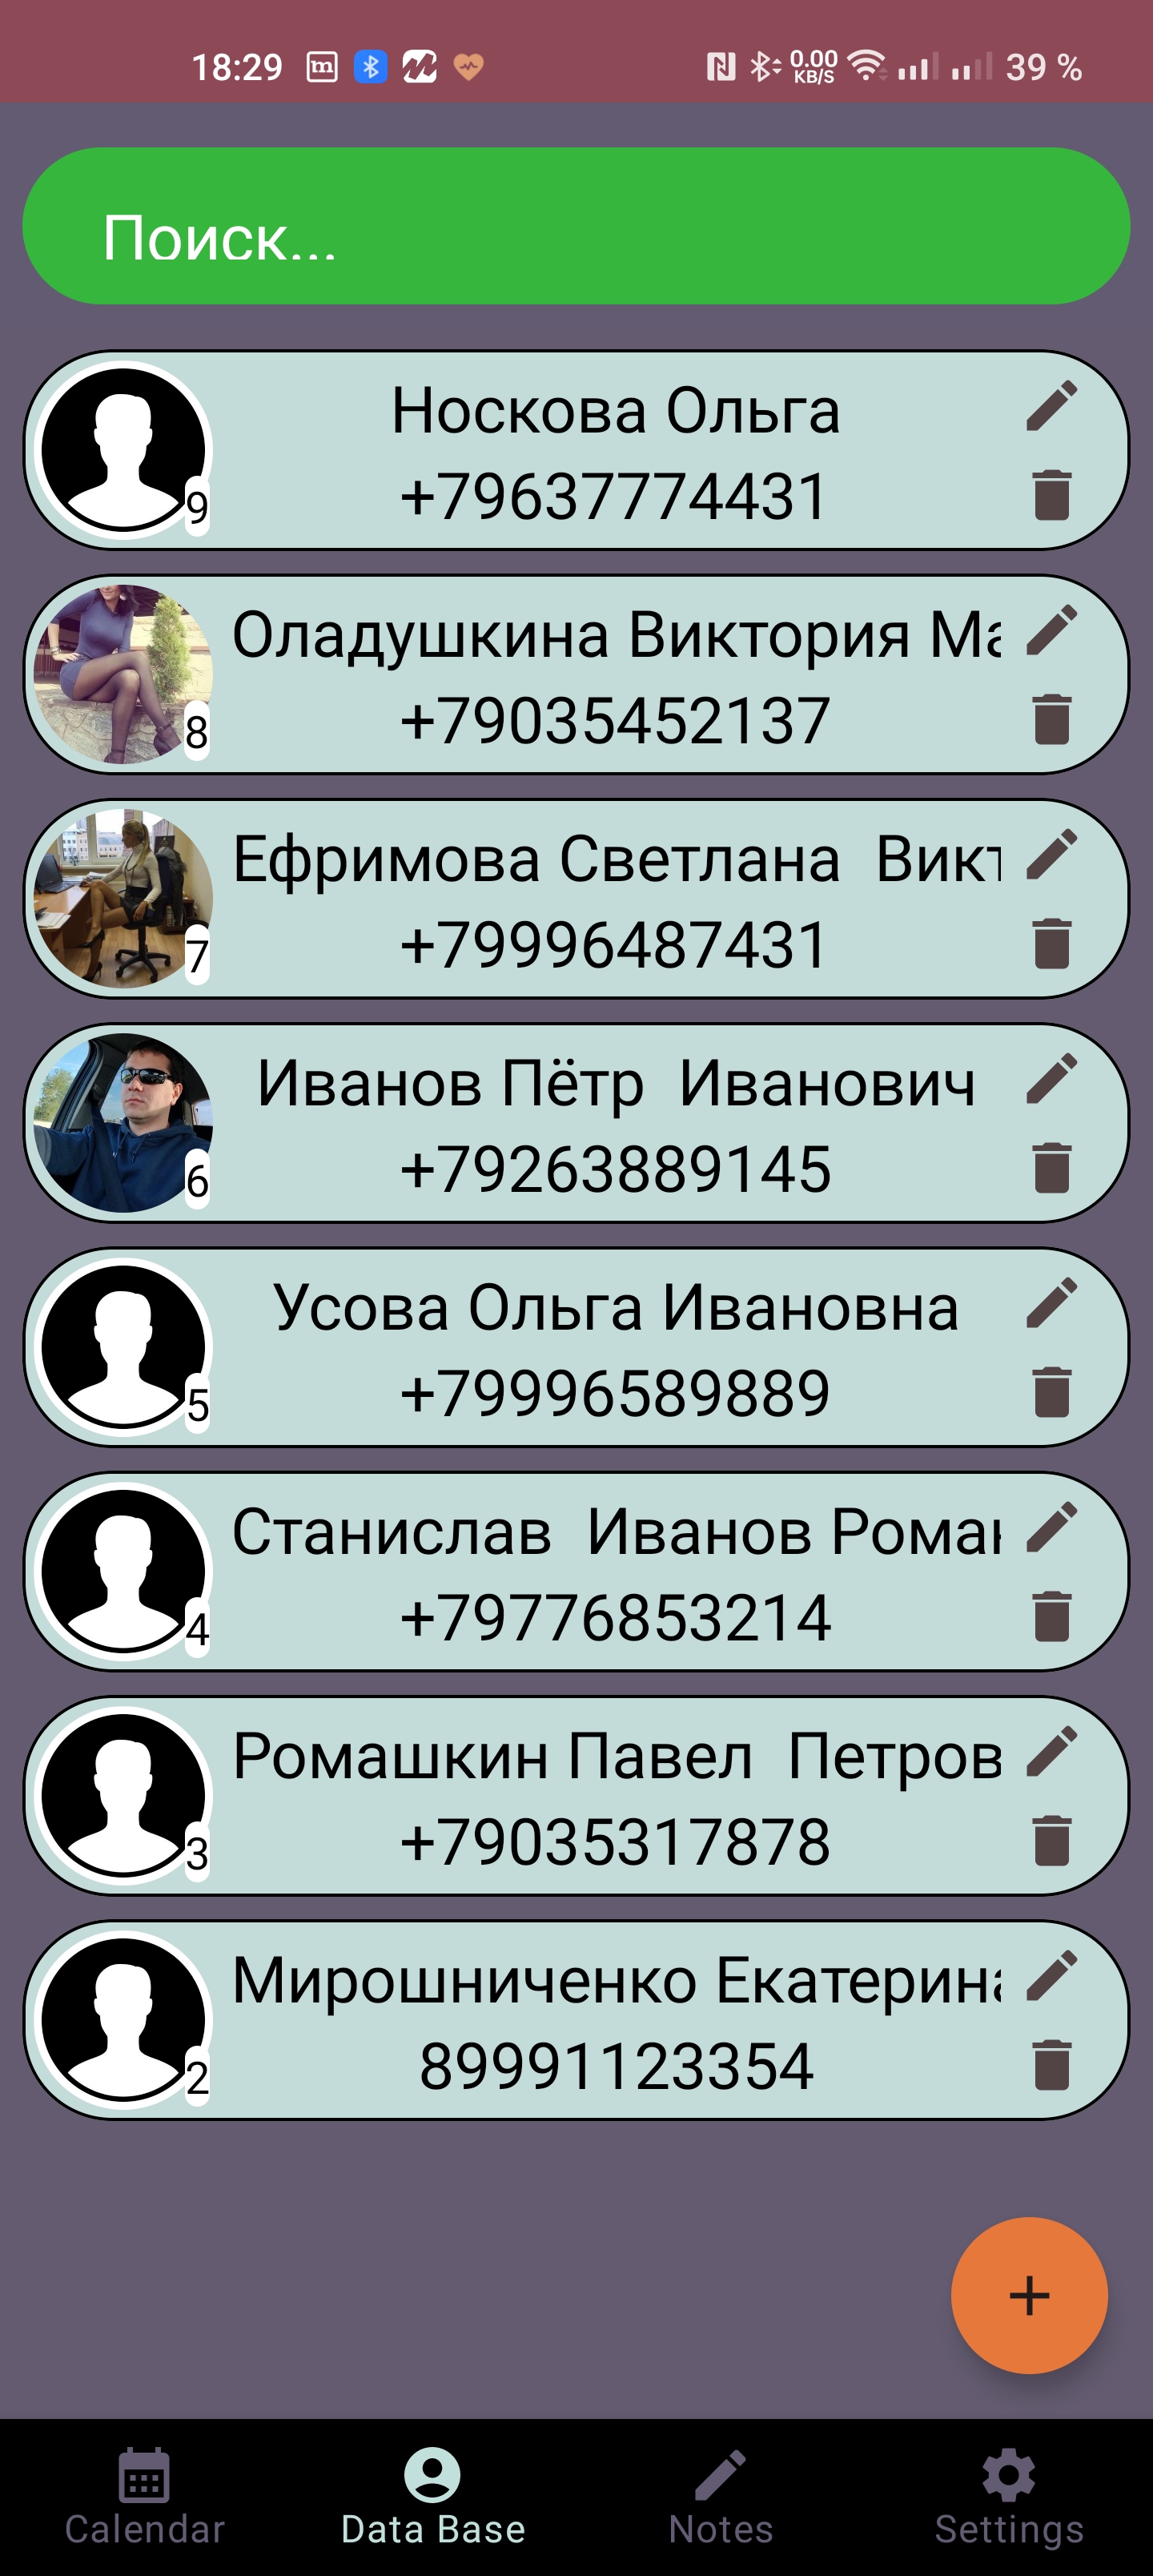 18:29 m 0.00 KB/S 39 %
Поиск...
Носкова Ольга
+79637774431
9
Оладушкина Виктория Ма
+79035452137
8
Ефримова Светлана Викт
+79996487431
7
Иванов Пётр Иванович
+79263889145
6
Усова Ольга Ивановна
+79996589889
5
Станислав Иванов Роман
+79776853214
4
Ромашкин Павел Петров
+79035317878
3
Мирошниченко Екатерина
89991123354
2
Calendar Data Base Notes Settings